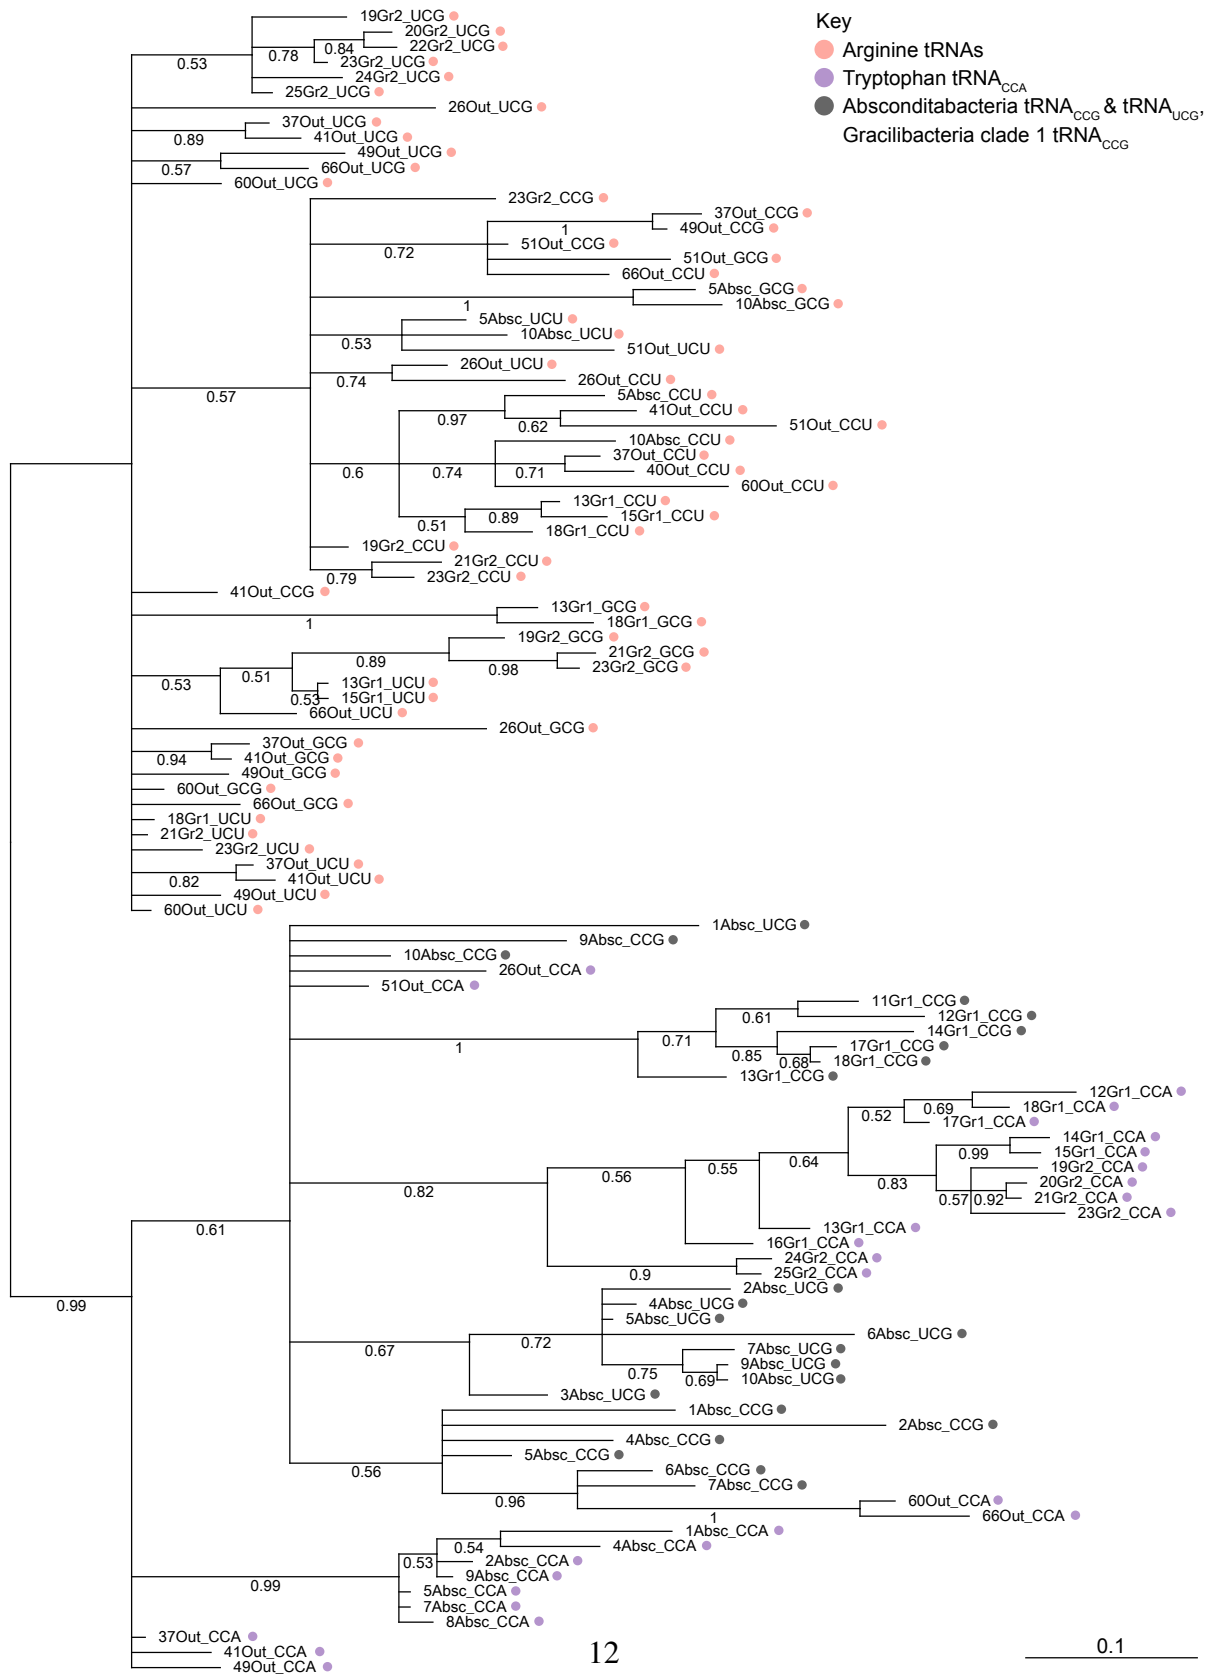 19Gr2_UCG
20Gr2_UCG
0.84
22Gr2_UCG
0.78
0.53
23Gr2_UCG
24Gr2_UCG
25Gr2_UCG
26Out_UCG
37Out_UCG
0.89
41Out_UCG
49Out_UCG
0.57
66Out_UCG
60Out_UCG
Key
Arginine tRNAs
Tryptophan tRNACCA
Absconditabacteria tRNACCG & tRNAUCG,
Gracilibacteria clade 1 tRNACCG
23Gr2_CCG
37Out_CCG
1
49Out_CCG
51Out_CCG
0.72
51Out_GCG
66Out_CCU
5Absc_GCG
1
10Absc_GCG
5Absc_UCU
10Absc_UCU
0.53
51Out_UCU
26Out_UCU
0.74
26Out_CCU
0.57
5Absc_CCU
41Out_CCU
0.97
0.62
51Out_CCU
10Absc_CCU
37Out_CCU
0.6
0.74
0.71
40Out_CCU
60Out_CCU
13Gr1_CCU
0.89
15Gr1_CCU
0.51
18Gr1_CCU
19Gr2_CCU
21Gr2_CCU
0.79
23Gr2_CCU
41Out_CCG
13Gr1_GCG
1
18Gr1_GCG
19Gr2_GCG
0.89
21Gr2_GCG
0.98
23Gr2_GCG
0.51
0.53
13Gr1_UCU
0.53
15Gr1_UCU
66Out_UCU
26Out_GCG
37Out_GCG
0.94
41Out_GCG
49Out_GCG
60Out_GCG
66Out_GCG
18Gr1_UCU
21Gr2_UCU
23Gr2_UCU
37Out_UCU
0.82
41Out_UCU
49Out_UCU
60Out_UCU
1Absc_UCG
9Absc_CCG
10Absc_CCG
26Out_CCA
51Out_CCA
11Gr1_CCG
0.61
12Gr1_CCG
0.71
14Gr1_CCG
1
0.85
17Gr1_CCG
0.68
18Gr1_CCG
13Gr1_CCG
12Gr1_CCA
0.52
0.69
18Gr1_CCA
17Gr1_CCA
14Gr1_CCA
0.64
0.99
15Gr1_CCA
0.55
19Gr2_CCA
0.56
0.83
20Gr2_CCA
0.82
0.57
0.92
21Gr2_CCA
23Gr2_CCA
13Gr1_CCA
0.61
16Gr1_CCA
24Gr2_CCA
0.9
25Gr2_CCA
2Absc_UCG
0.99
4Absc_UCG
5Absc_UCG
0.67
0.72
6Absc_UCG
7Absc_UCG
0.75
9Absc_UCG
0.69
10Absc_UCG
3Absc_UCG
1Absc_CCG
2Absc_CCG
4Absc_CCG
5Absc_CCG
0.56
6Absc_CCG
7Absc_CCG
0.96
60Out_CCA
1
66Out_CCA
1Absc_CCA
0.54
4Absc_CCA
0.53
2Absc_CCA
9Absc_CCA
0.99
5Absc_CCA
7Absc_CCA
8Absc_CCA
37Out_CCA
41Out_CCA
49Out_CCA
12
0.1